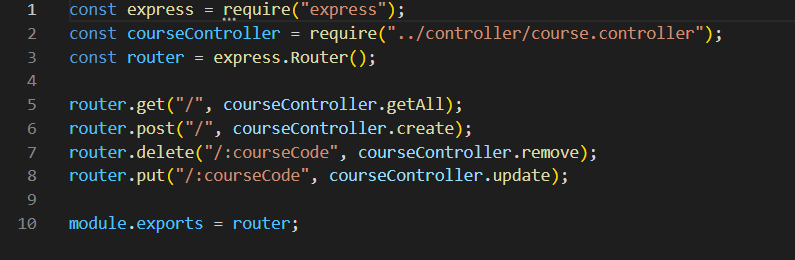 1 const express = require("express");
2 const courseController = require("../controller/course.controller");
3 const router = express.Router();
4
5 router.get("/", courseController.getAll);
6 router.post("/", courseController.create);
7 router.delete("/:courseCode", courseController.remove);
8 router.put("/:courseCode", courseController.update);
9
10 module.exports = router;